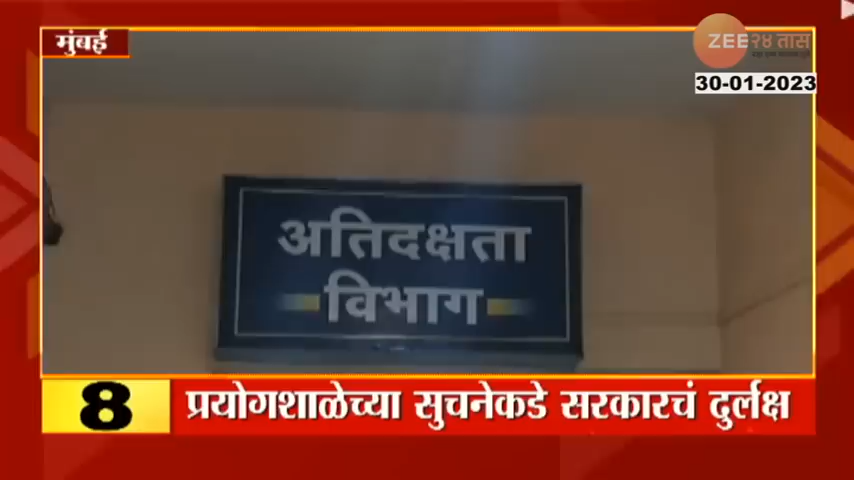 मुंबई
ZEE २४ तास
30-01-2023
अतिदक्षता
विभाग
8 प्रयोगशाळेच्या सुचनेकडे सरकारचं दुर्लक्ष